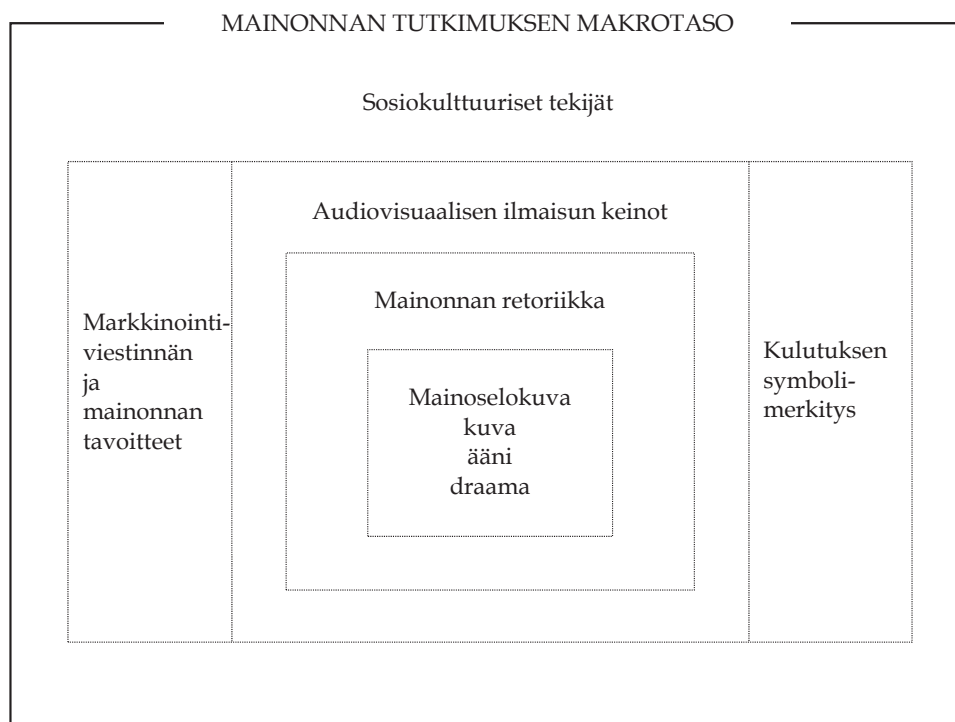 MAINONNAN TUTKIMUKSEN MAKROTASO
Sosiokulttuuriset tekijät
Audiovisuaalisen ilmaisun keinot
Mainonnan retoriikka
Markkinointi-
viestinnän
ja
mainonnan
tavoitteet
Mainoselokuva
kuva
ääni
draama
Kulutuksen
symboli-
merkitys